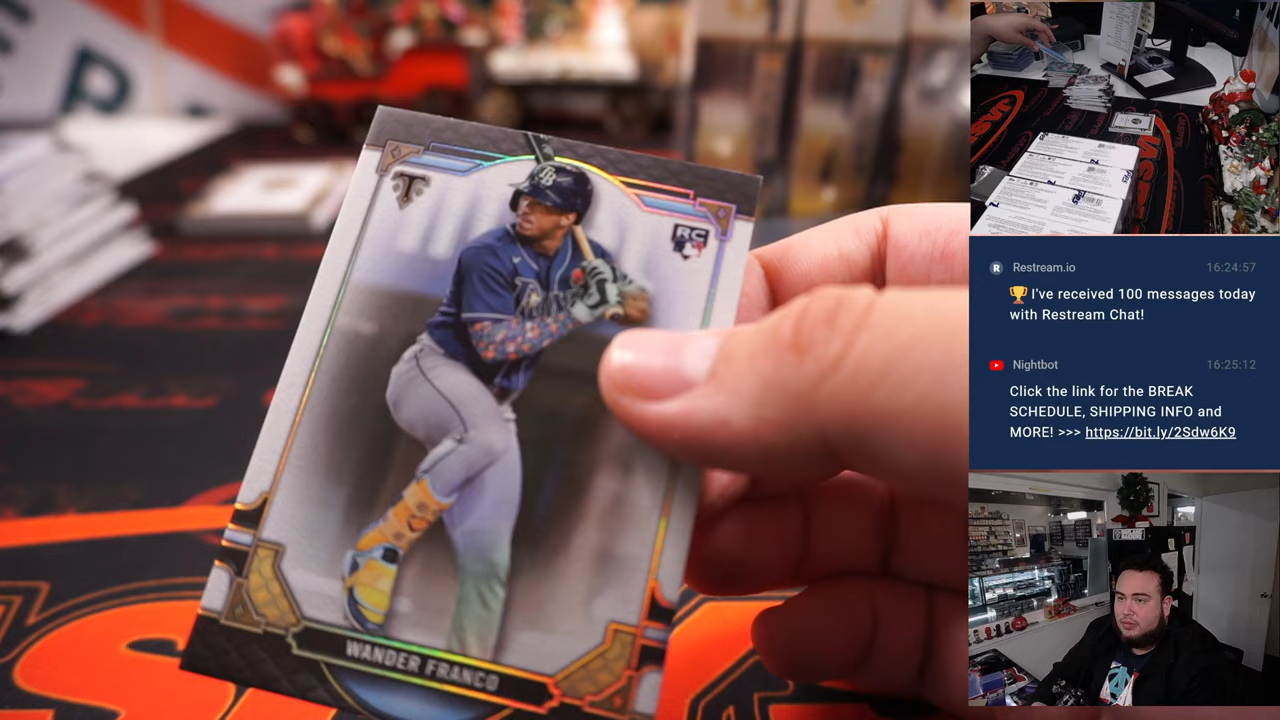 P
TB
RC
WANDER FRANCO
Restream.io 16:24:57
🏆 I've received 100 messages today
with Restream Chat!
Nightbot 16:25:12
Click the link for the BREAK
SCHEDULE, SHIPPING INFO and
MORE! >>> https://bit.ly/2Sdw6K9